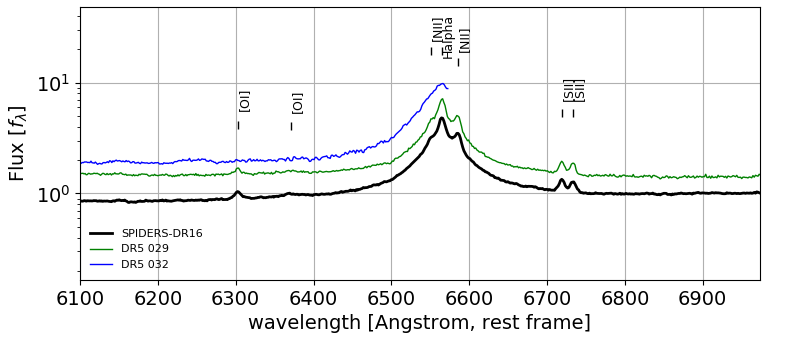 [NII]
Halpha
[NII]
[OI]
[OI]
[SII]
[SII]
10¹
10⁰
Flux [fλ]
SPIDERS-DR16
DR5 029
DR5 032
6100 6200 6300 6400 6500 6600 6700 6800 6900
wavelength [Angstrom, rest frame]